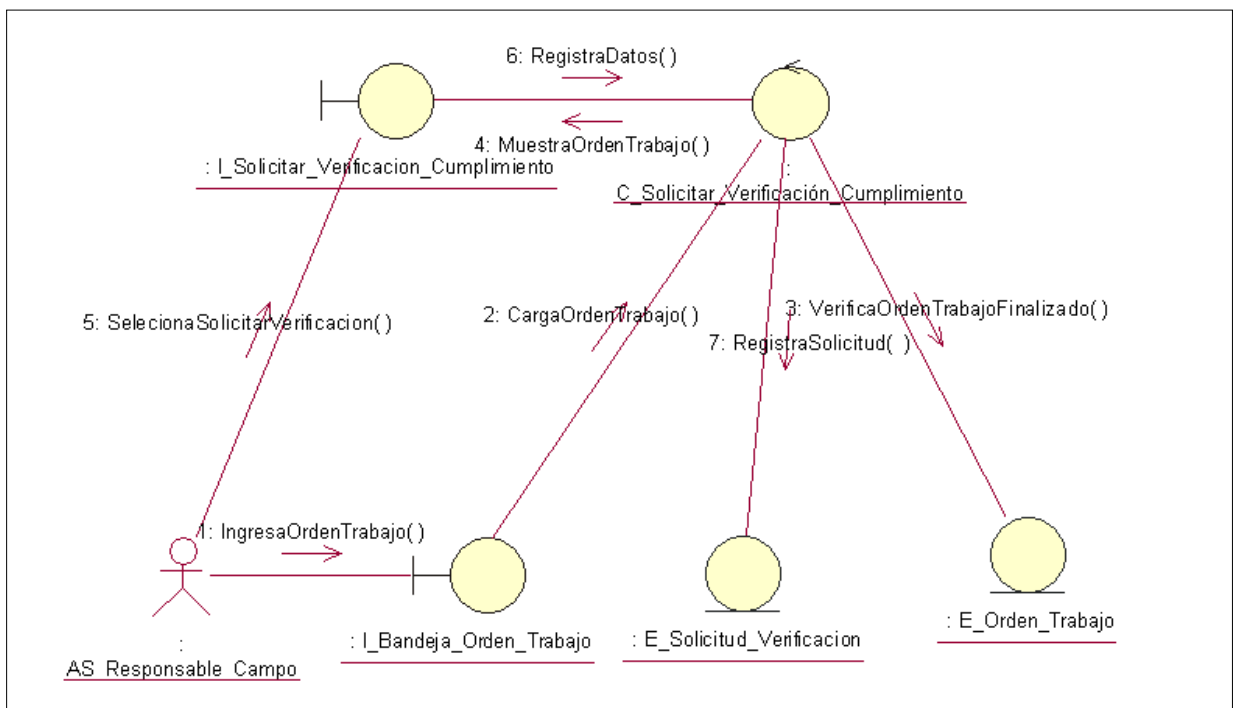 6: RegistraDatos( )
4: MuestraOrdenTrabajo( )
: I_Solicitar_Verificacion_Cumplimiento
:
C_Solicitar_Verificación_Cumplimiento
5: SelecionaSolicitarVerificacion( )
2: CargaOrdenTrabajo( )
3: VerificaOrdenTrabajoFinalizado( )
7: RegistraSolicitud( )
1: IngresaOrdenTrabajo( )
:
AS_Responsable_Campo
: I_Bandeja_Orden_Trabajo
: E_Solicitud_Verificacion
: E_Orden_Trabajo